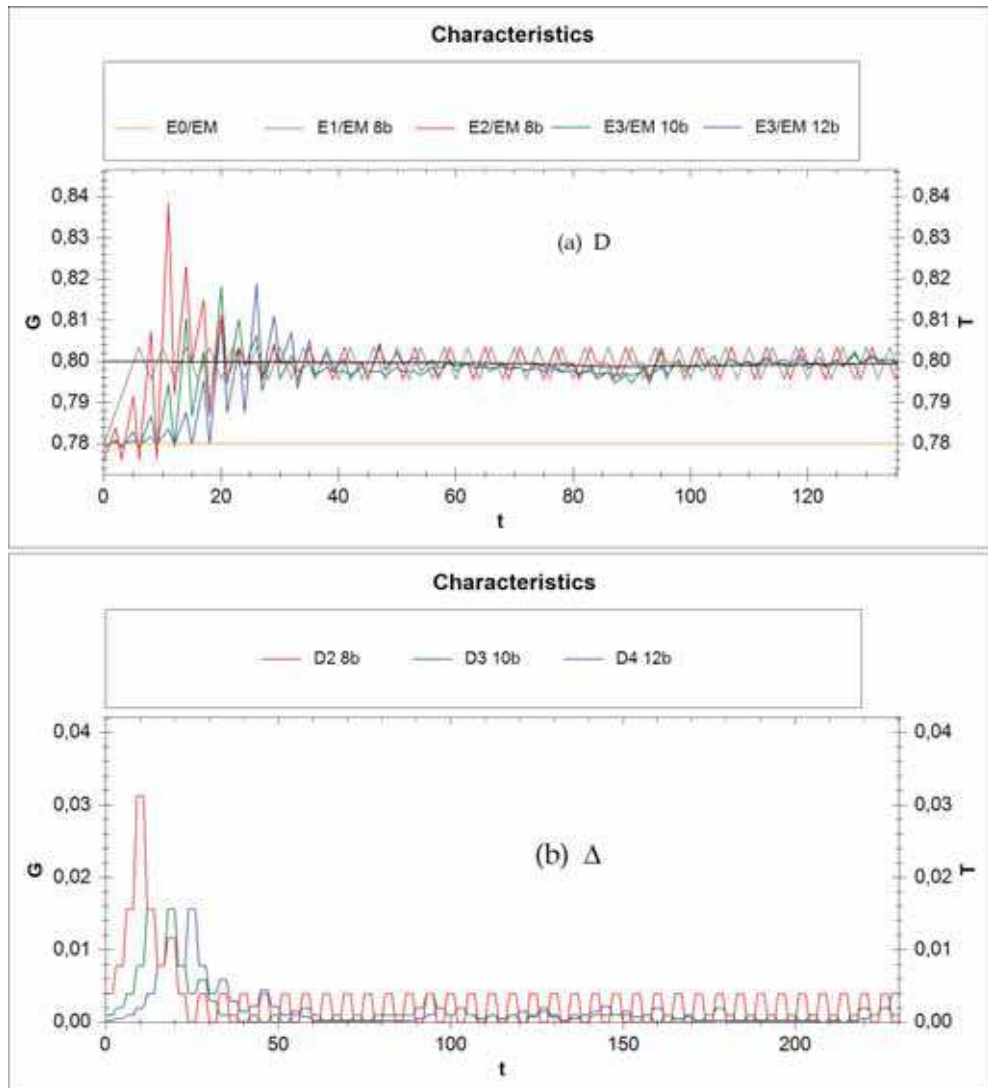 Characteristics
E0/EM E1/EM 8b E2/EM 8b E3/EM 10b E3/EM 12b
0,84 0,84
0,83 0,83
(a) D
0,82 0,82
0,81 0,81
G T
0,80 0,80
0,79 0,79
0,78 0,78
0 20 40 60 80 100 120
t
Characteristics
D2 8b D3 10b D4 12b
0,04 0,04
0,03 0,03
(b) Δ
G T
0,02 0,02
0,01 0,01
0,00 0,00
0 50 100 150 200
t